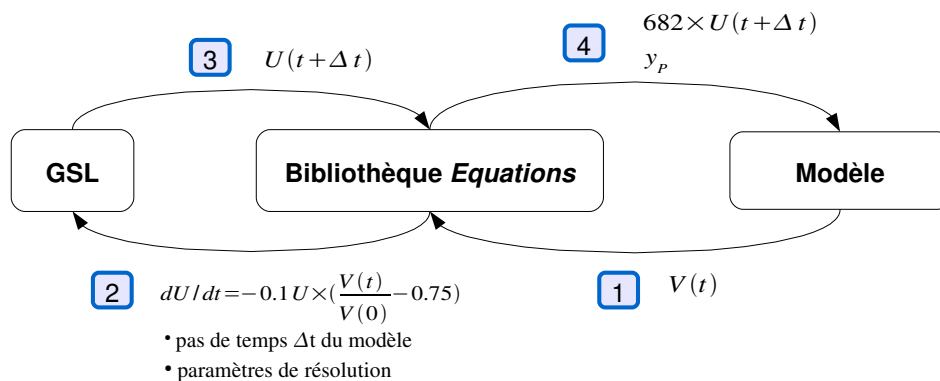 3 U(t+Δt)
4 682×U(t+Δt)
y_P
GSL
Bibliothèque Equations
Modèle
2 dU/dt=−0.1U×(V(t)/V(0)−0.75)
• pas de temps Δt du modèle
• paramètres de résolution
1 V(t)